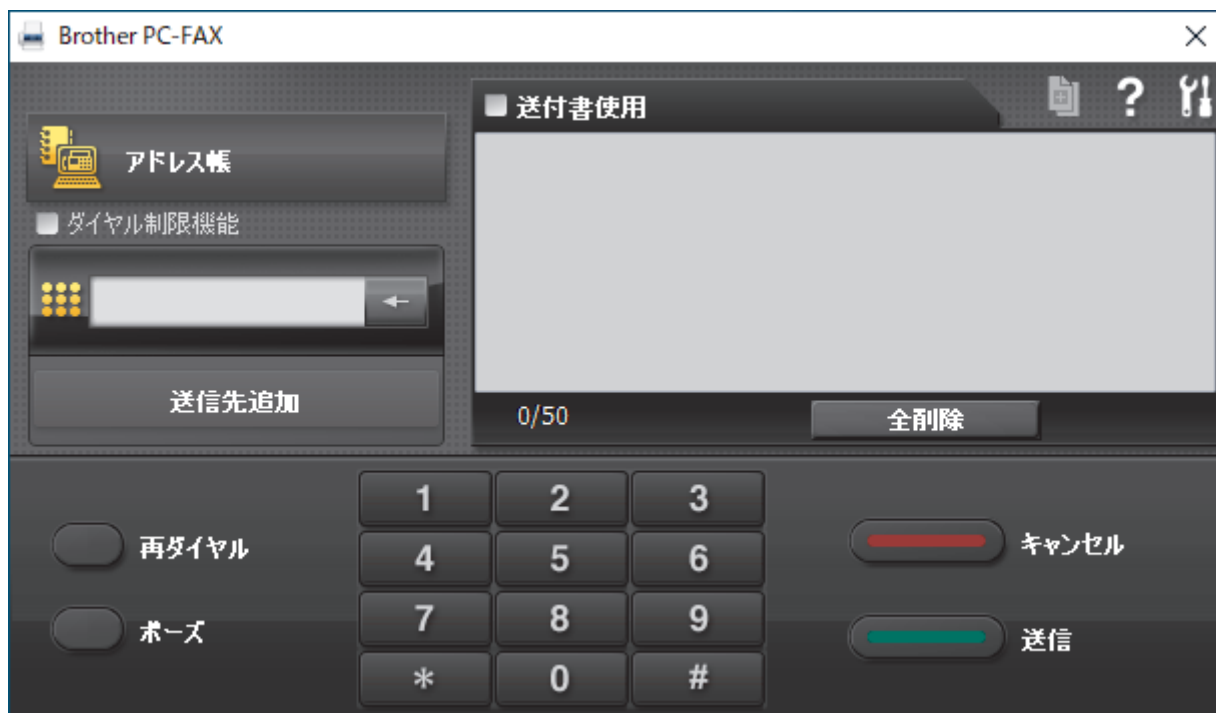 Brother PC-FAX
アドレス帳
ダイヤル制限機能
送信先追加
送付書使用
?
0/50
全削除
再ダイヤル
ポーズ
1 2 3
4 5 6
7 8 9
* 0 #
キャンセル
送信